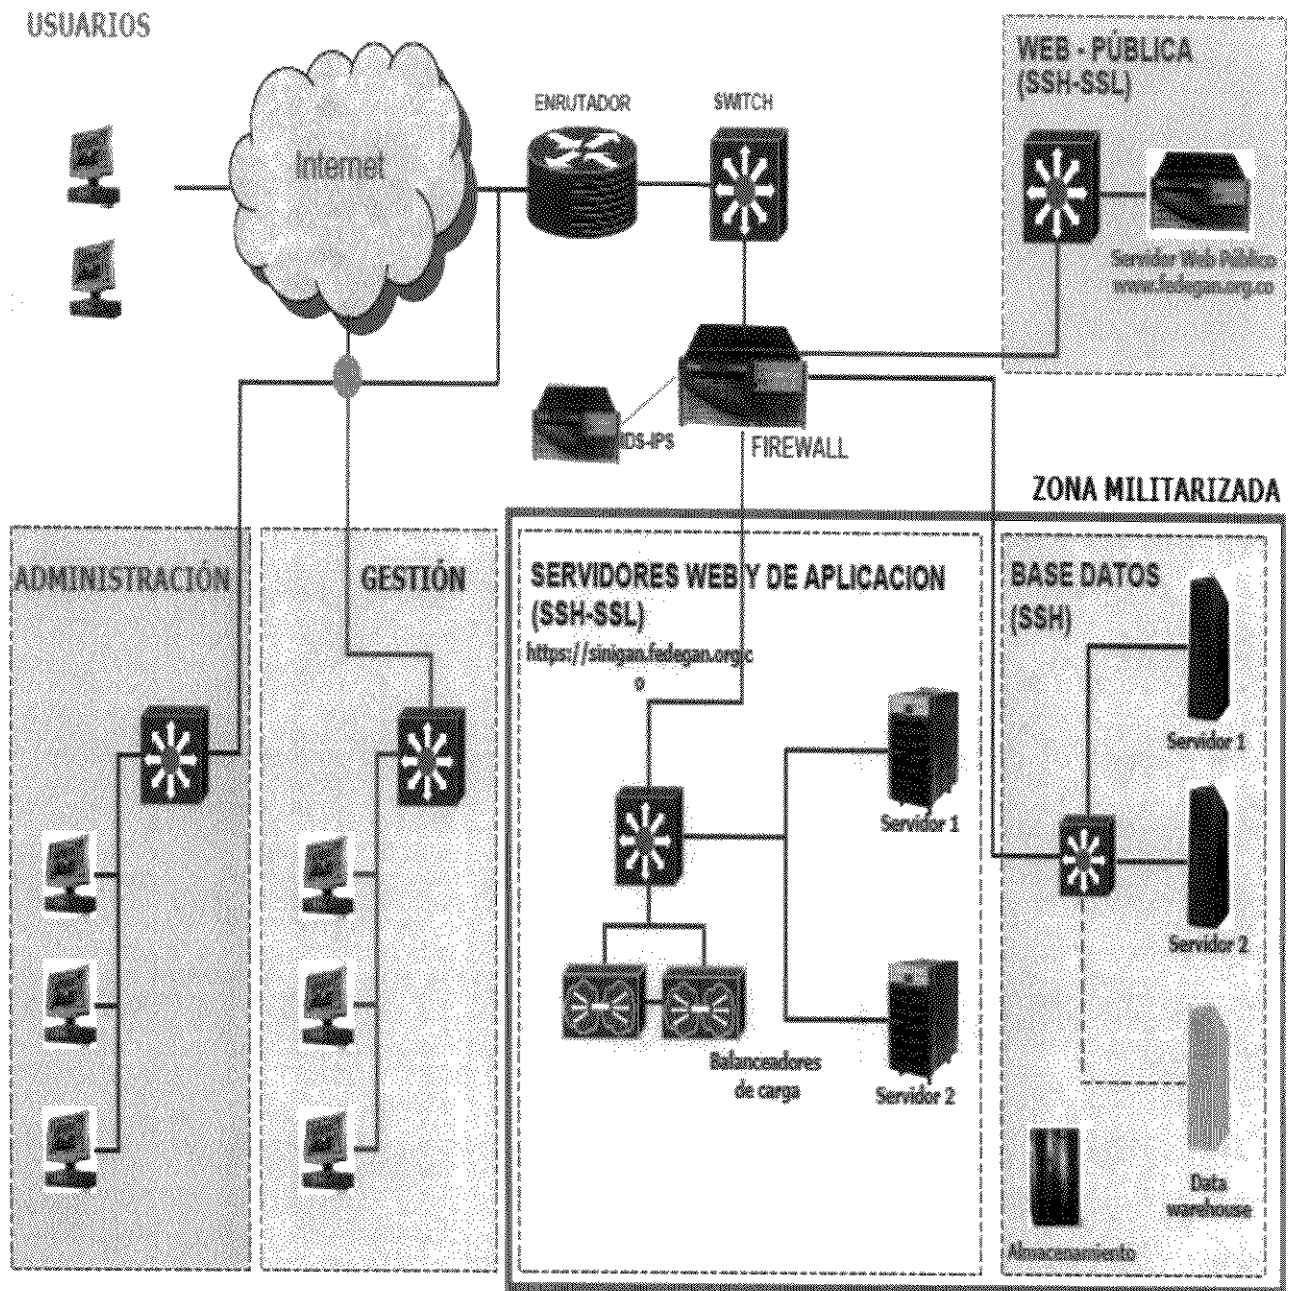 USUARIOS
Internet
ENRUTADOR
SWITCH
WEB - PÚBLICA
(SSH-SSL)
Servidor Web Público
www.fedegan.org.co
IDS-IPS
FIREWALL
ZONA MILITARIZADA
ADMINISTRACIÓN
GESTIÓN
SERVIDORES WEB Y DE APLICACION
(SSH-SSL)
https://sinigan.fedegan.org.c
o
Servidor 1
Balanceadores
de carga
Servidor 2
BASE DATOS
(SSH)
Servidor 1
Servidor 2
Data
warehouse
Almacenamiento